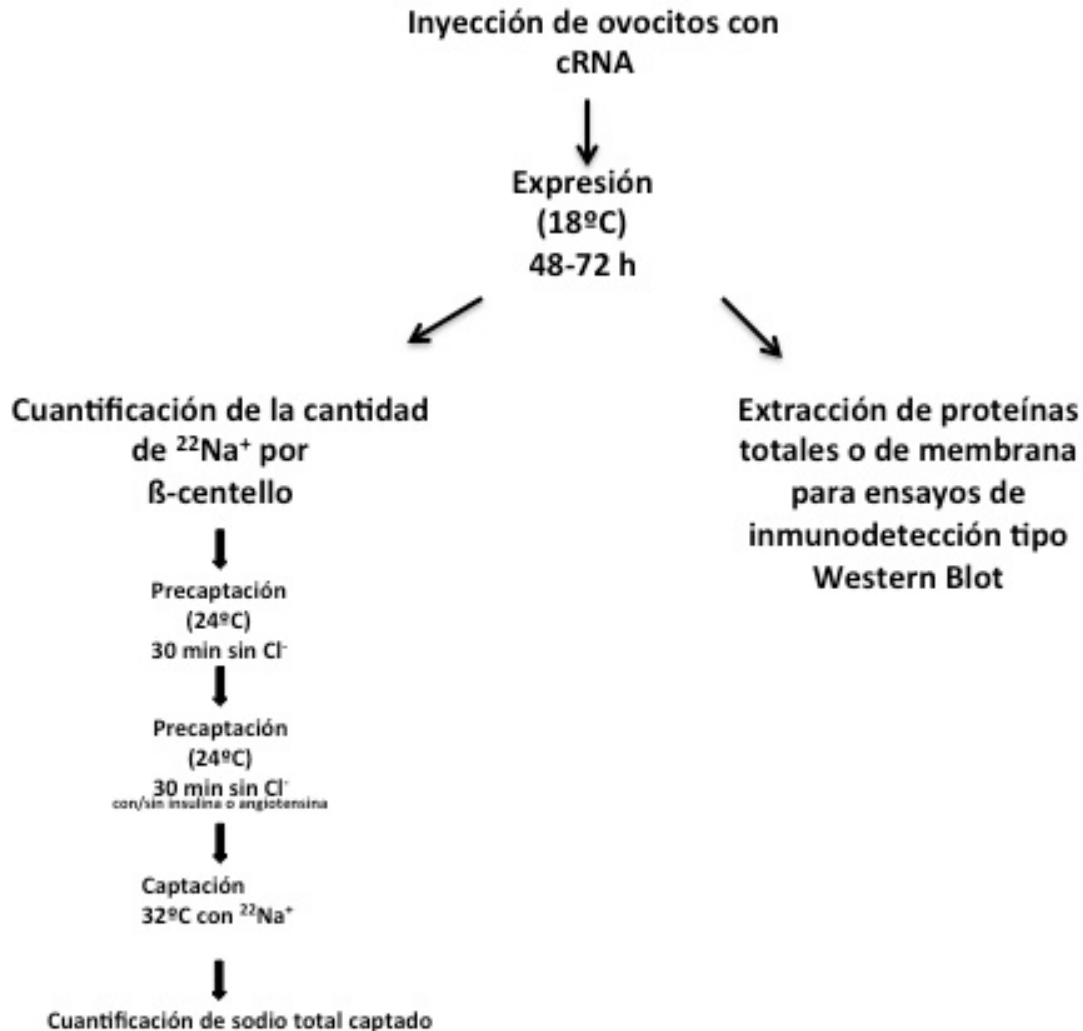 Inyección de ovocitos con
cRNA
Expresión
(18ºC)
48-72 h
Cuantificación de la cantidad
de ²²Na⁺ por
ß-centello
Precaptación
(24ºC)
30 min sin Cl⁻
Precaptación
(24ºC)
30 min sin Cl⁻
con/sin insulina o angiotensina
Captación
32ºC con ²²Na⁺
Cuantificación de sodio total captado
Extracción de proteínas
totales o de membrana
para ensayos de
inmunodetección tipo
Western Blot